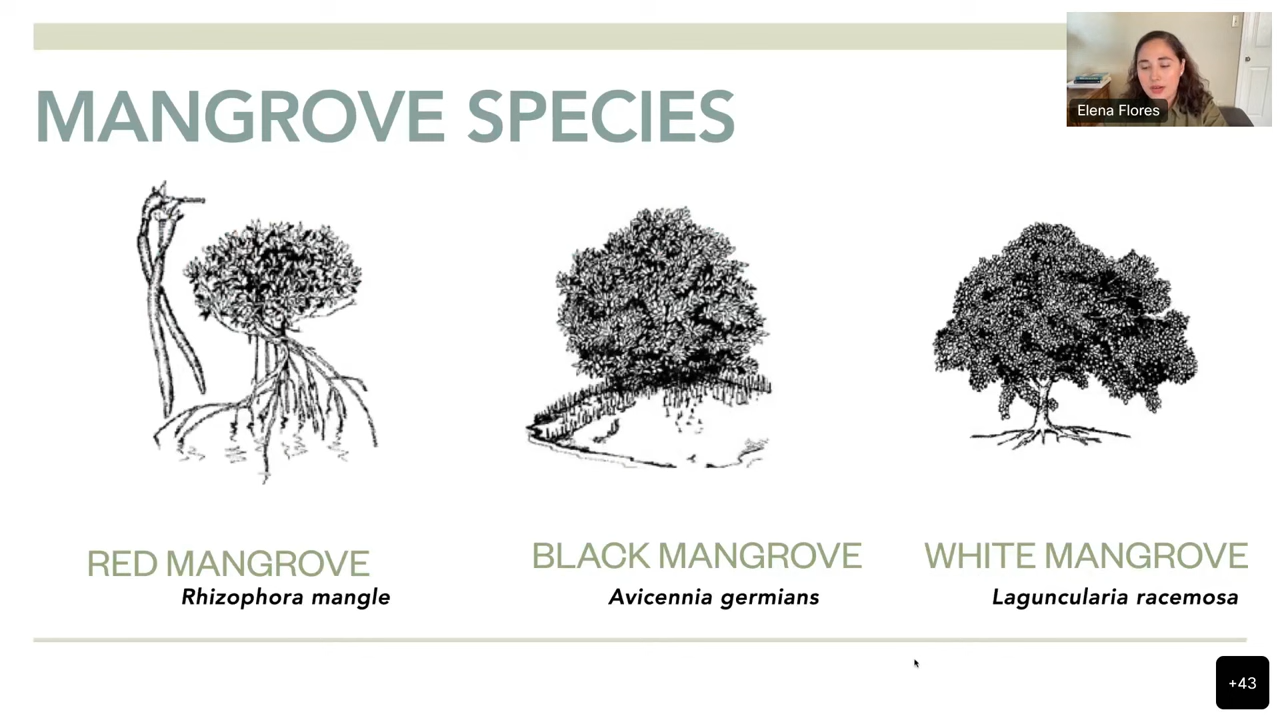 Elena Flores
MANGROVE SPECIES
RED MANGROVE
Rhizophora mangle
BLACK MANGROVE
Avicennia germians
WHITE MANGROVE
Laguncularia racemosa
+43